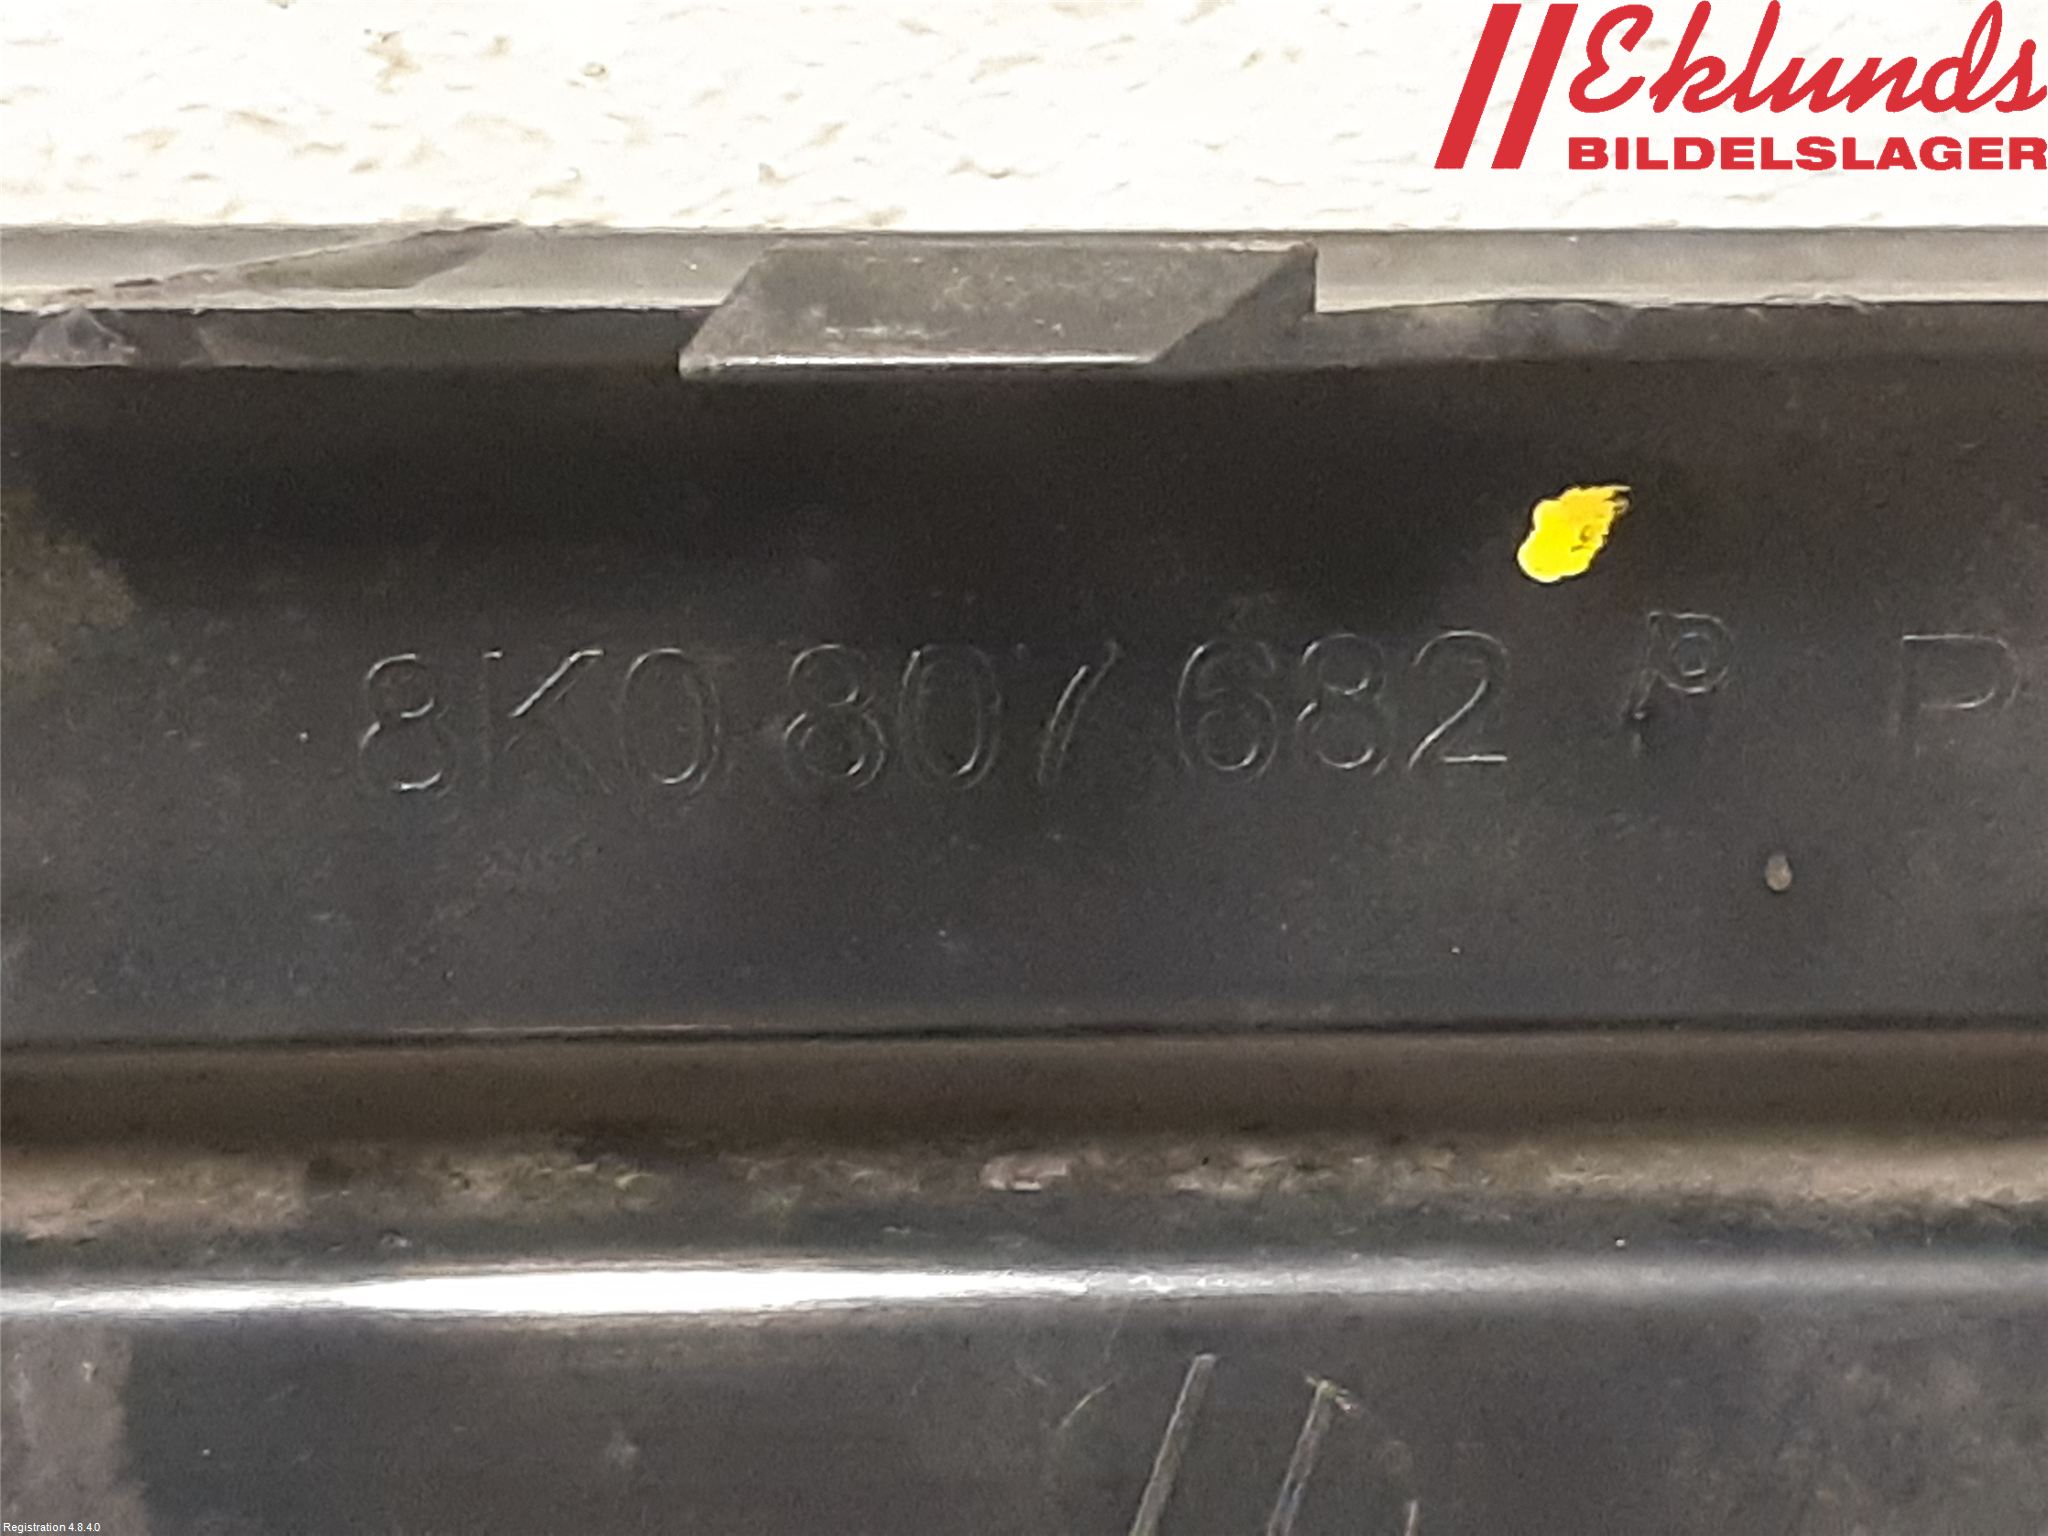 Eklunds
BILDELSLAGER
8K0 807 682 P P
Registration 4.8.4.0